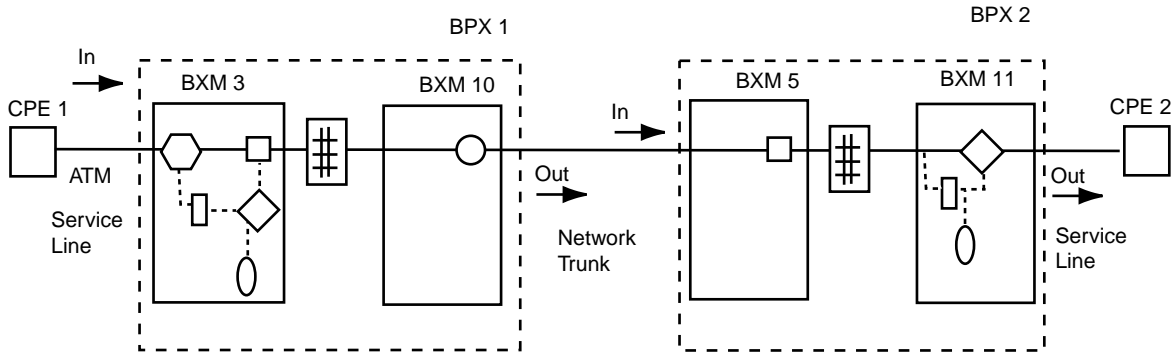 BPX 1
BPX 2
In
BXM 3
BXM 10
BXM 5
BXM 11
CPE 1
In
CPE 2
ATM
Out
Out
Service
Line
Network
Trunk
Service
Line